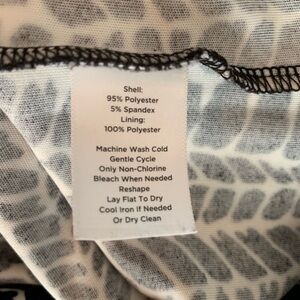 Shell:
95% Polyester
5% Spandex
Lining:
100% Polyester
Machine Wash Cold
Gentle Cycle
Only Non-Chlorine
Bleach When Needed
Reshape
Lay Flat To Dry
Cool Iron if Needed
Or Dry Clean